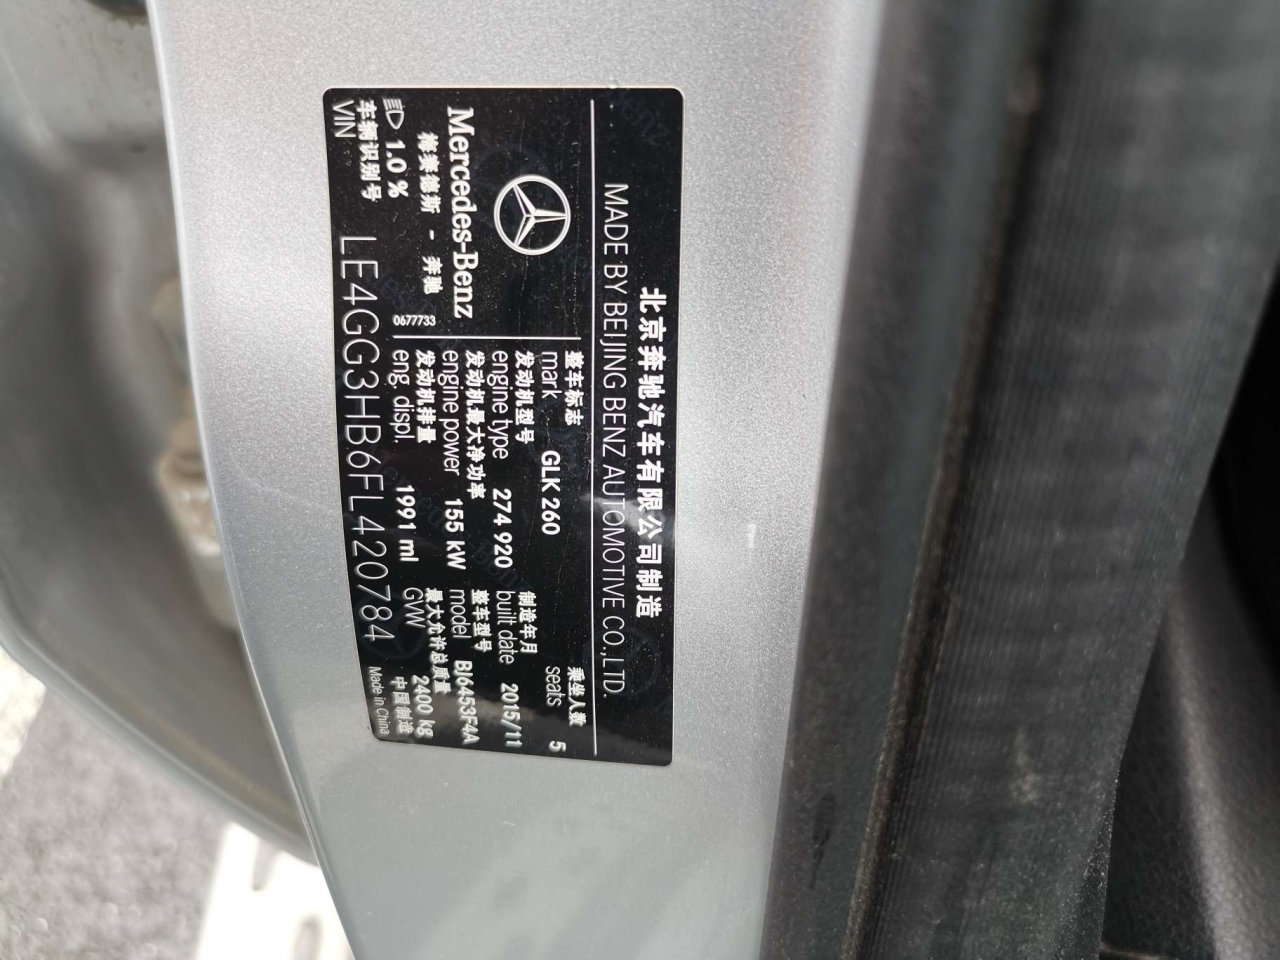 北京奔驰汽车有限公司制造
MADE BY BEIJING BENZ AUTOMOTIVE CO.,LTD.
Mercedes-Benz
梅赛德斯 - 奔驰
0677733
1.0 %
整车标志
mark GLK 260
乘坐人数
seats 5
发动机型号
engine type 274 920
制造年月
built date 2015/11
发动机最大净功率
engine power 155 kW
整车型号
model BJ6453F4A
发动机排量
eng. displ. 1991 ml
最大允许总质量
GVW 2400 kg
车辆识别号
VIN LE4GG3HB6FL420784
中国制造
Made in China